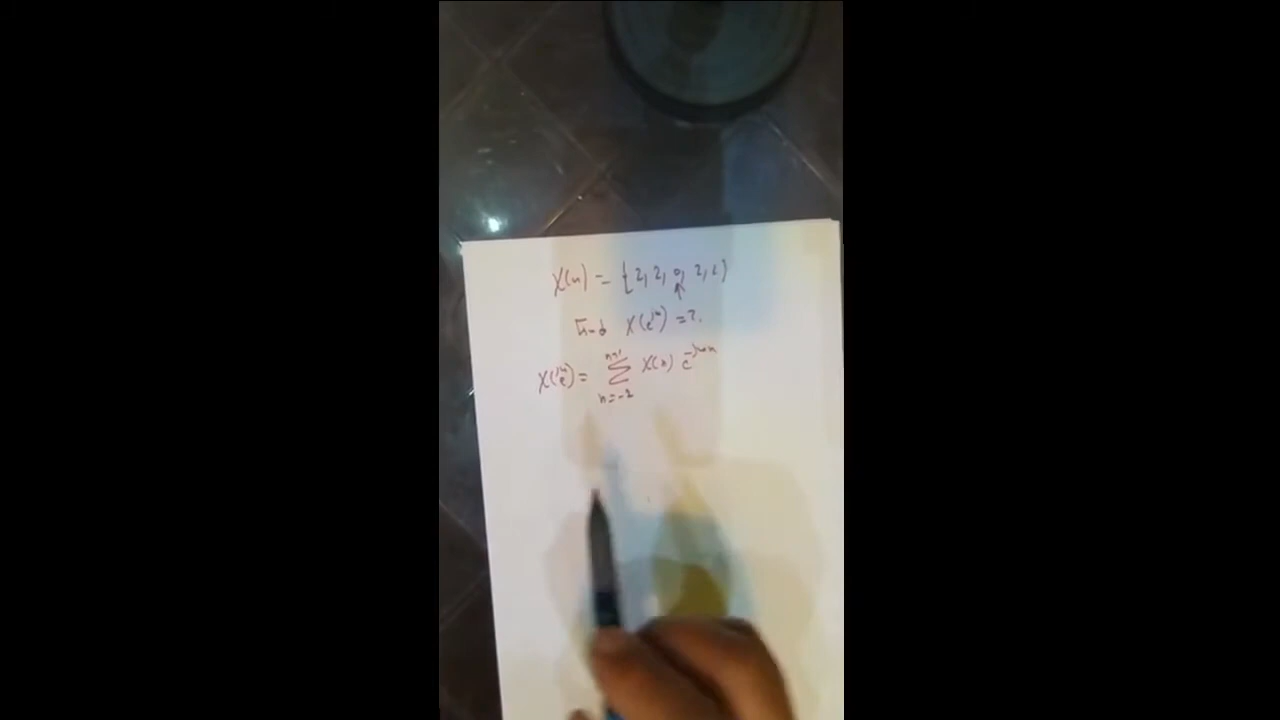 X(n) = {2, 2, 0, 2, 2}
↑
Find X(e^jω) = ?.
X(e^jω) = Σ X(n) e^-jωn
n=-2